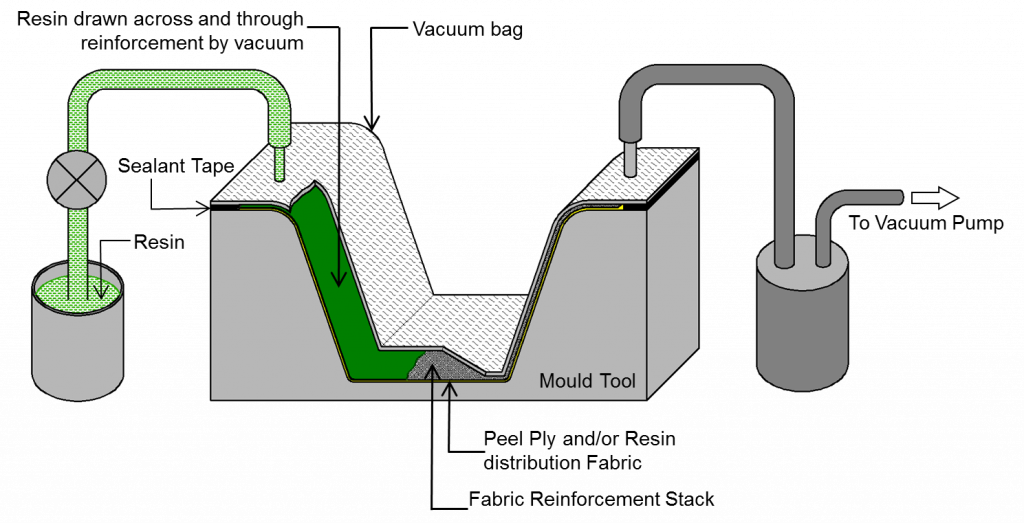 Resin drawn across and through
reinforcement by vacuum
Vacuum bag
Sealant Tape
Resin
To Vacuum Pump
Mould Tool
Peel Ply and/or Resin
distribution Fabric
Fabric Reinforcement Stack